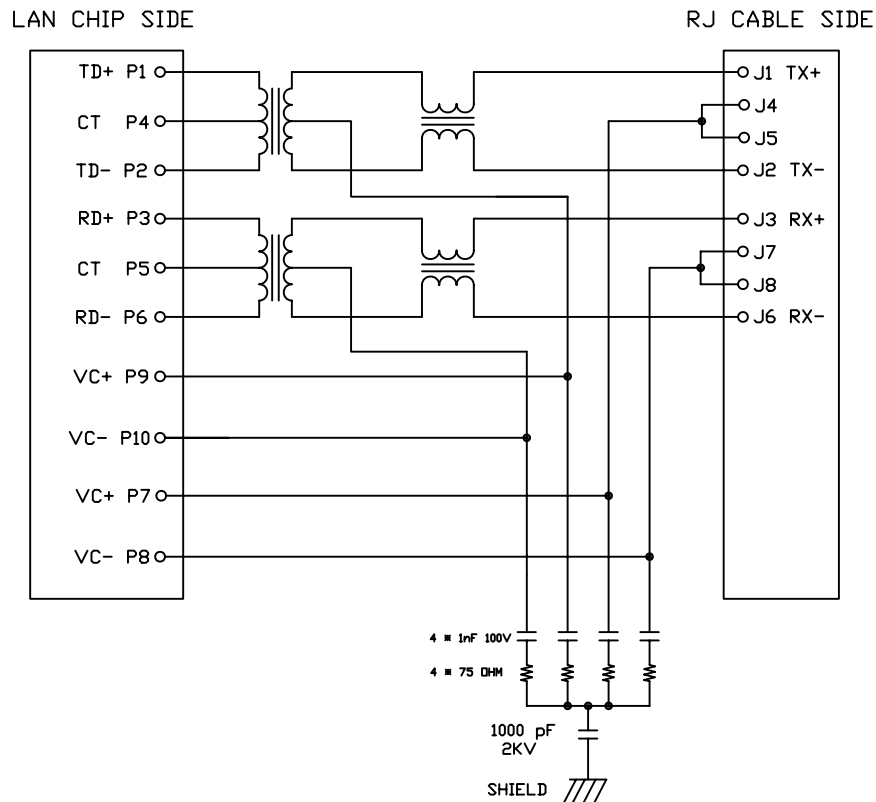 LAN CHIP SIDE
RJ CABLE SIDE
TD+ P1
CT P4
TD- P2
RD+ P3
CT P5
RD- P6
VC+ P9
VC- P10
VC+ P7
VC- P8
J1 TX+
J4
J5
J2 TX-
J3 RX+
J7
J8
J6 RX-
4 * 1nF 100V
4 * 75 OHM
1000 pF
2KV
SHIELD